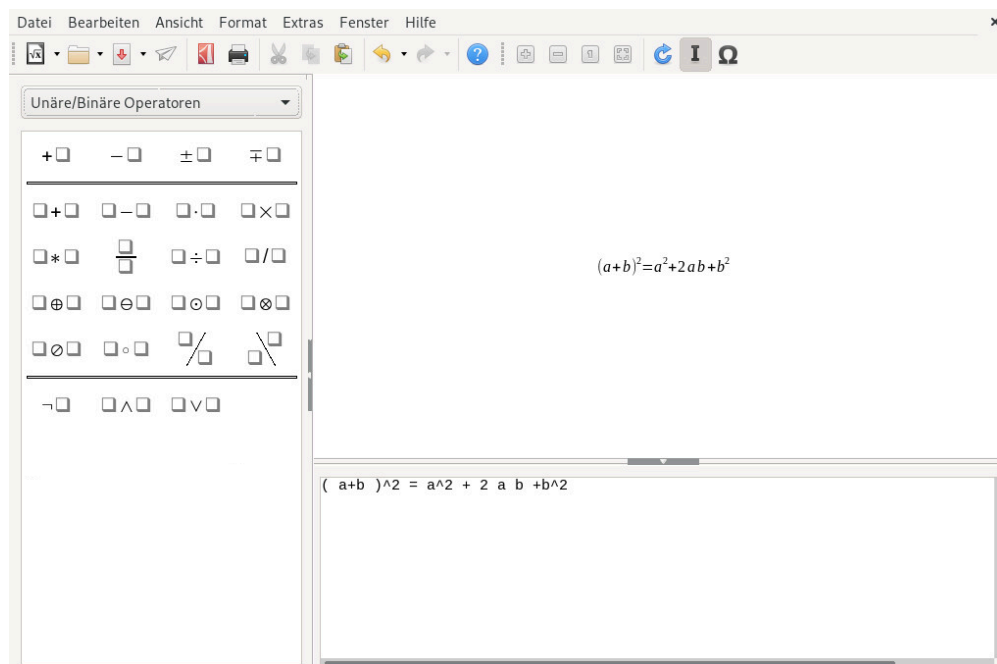 Datei Bearbeiten Ansicht Format Extras Fenster Hilfe
Unäre/Binäre Operatoren
+□ −□ ±□ ∓□
□+□ □−□ □·□ □×□
□∗□ □/□ □÷□ □/□
□⊕□ □⊖□ □⊙□ □⊗□
□⊘□ □∘□ □/□ □\□
¬□ □∧□ □∨□
(a+b)²=a²+2ab+b²
( a+b )^2 = a^2 + 2 a b +b^2